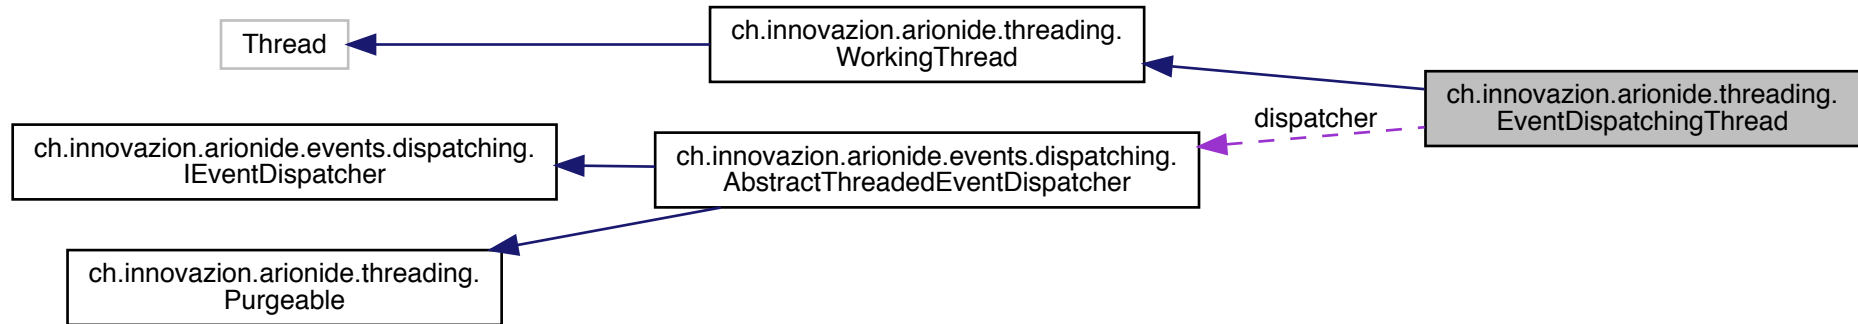 Thread
ch.innovazion.arionide.threading.
WorkingThread
ch.innovazion.arionide.threading.
EventDispatchingThread
dispatcher
ch.innovazion.arionide.events.dispatching.
IEventDispatcher
ch.innovazion.arionide.events.dispatching.
AbstractThreadedEventDispatcher
ch.innovazion.arionide.threading.
Purgeable